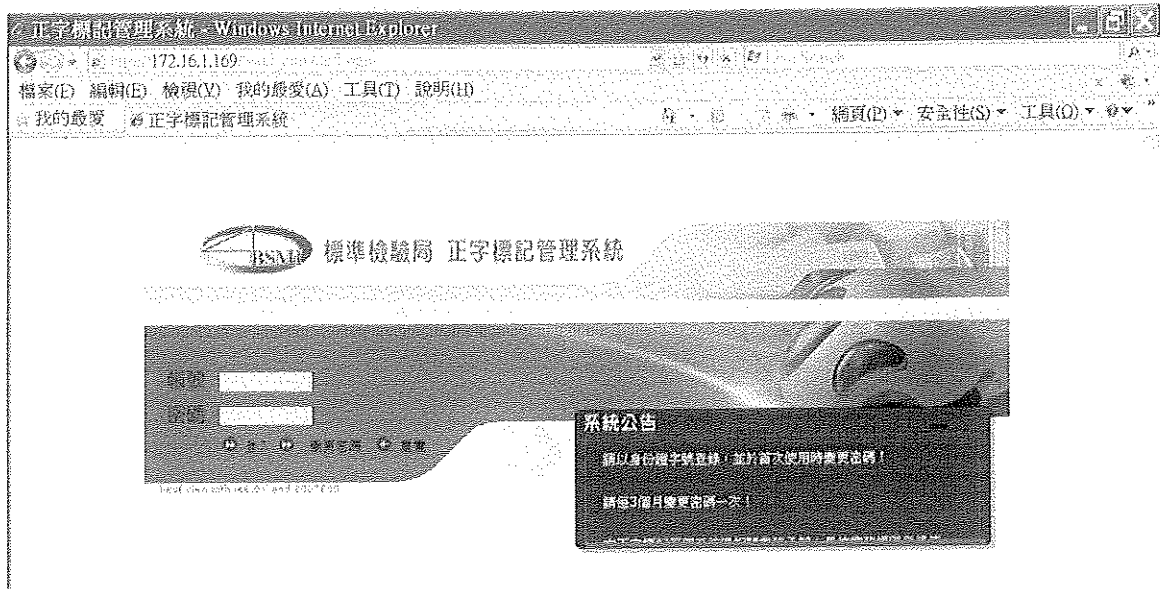 正字標記管理系統 - Windows Internet Explorer
172.16.1.169
檔案(F) 編輯(E) 檢視(V) 我的最愛(A) 工具(T) 說明(H)
我的最愛 正字標記管理系統 網頁(P) 安全性(S) 工具(O)
BSMI 標準檢驗局 正字標記管理系統
帳號
密碼
系統公告
請以身份證字號登錄，並於首次使用時變更密碼！
請每3個月變更密碼一次！